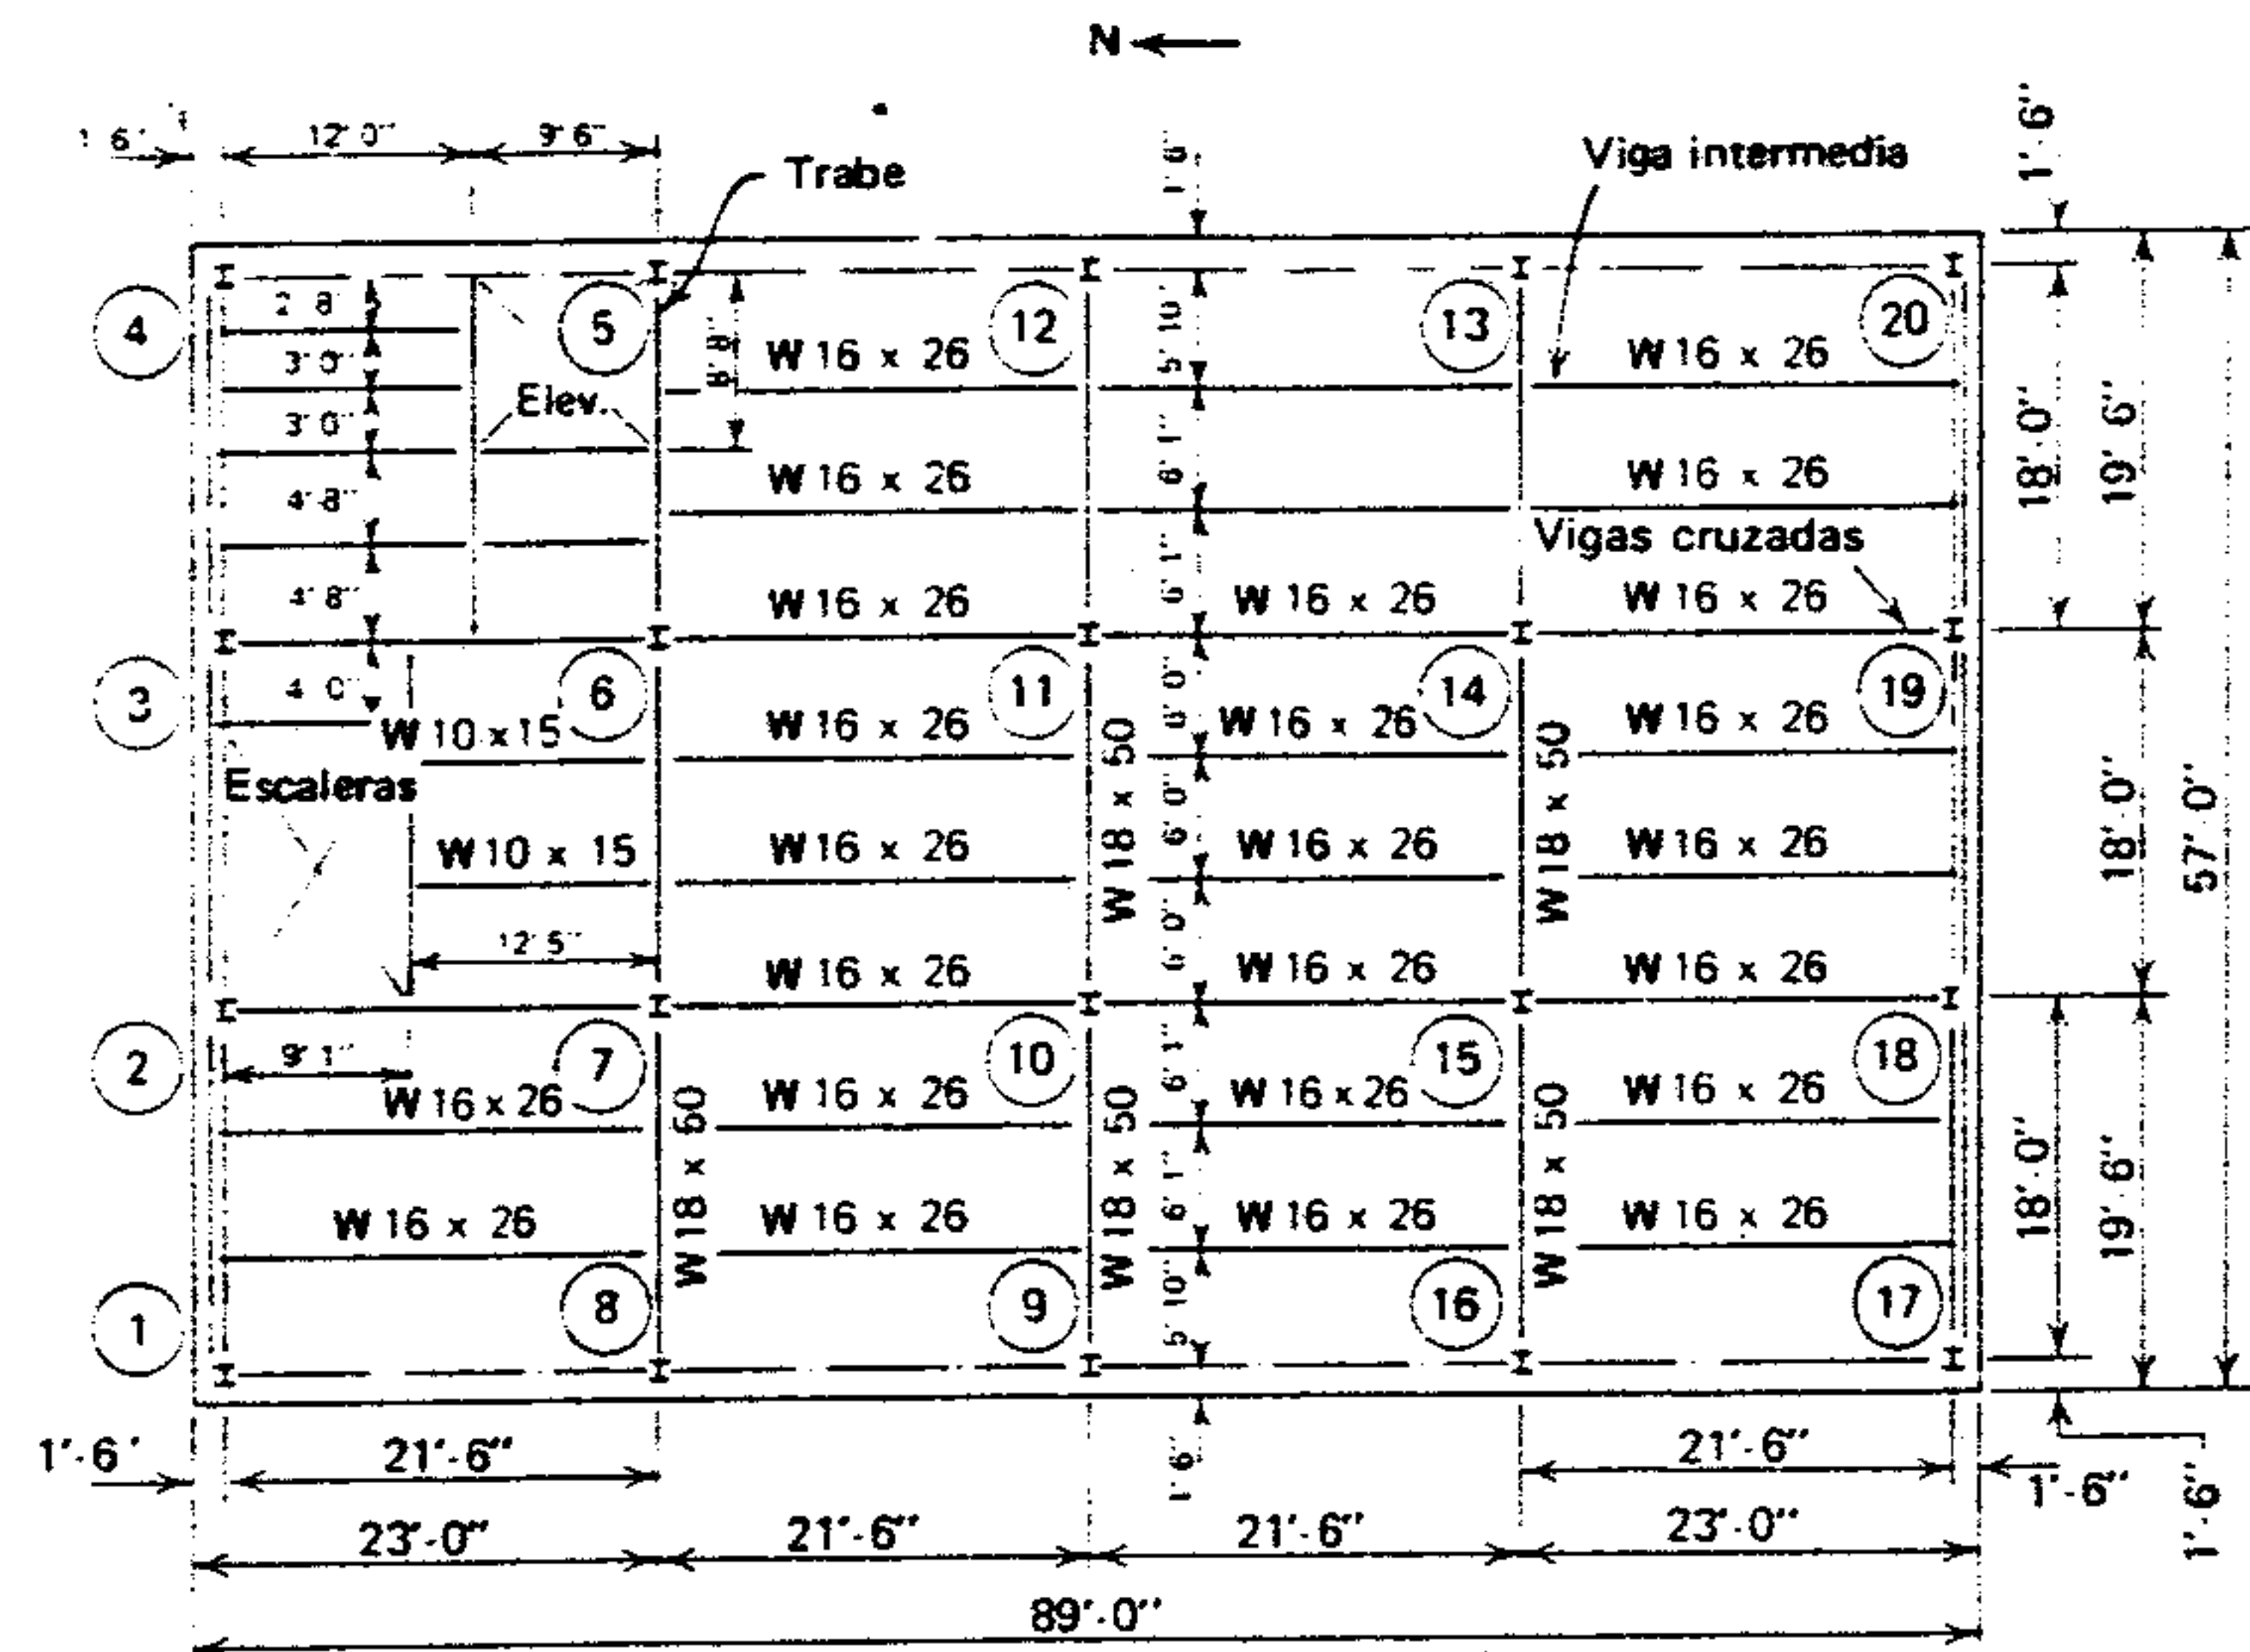 N
1'-6"
12'-0"
9'-6"
Trabe
1'-6"
Viga intermedia
1'-6"
4
2'-8"
5
8'-8"
W 16 x 26
12
5'-10"
13
W 16 x 26
20
3'-0"
Elev.
3'-0"
W 16 x 26
6'-1"
W 16 x 26
18'-0"
19'-6"
4'-8"
Vigas cruzadas
4'-8"
W 16 x 26
6'-1"
W 16 x 26
W 16 x 26
3
4'-0"
6
W 10 x 15
W 16 x 26
11
6'-0"
W 16 x 26
14
W 16 x 26
19
Escaleras
W 18 x 50
6'-0"
W 18 x 50
18'-0"
57'-0"
W 10 x 15
W 16 x 26
W 16 x 26
W 16 x 26
12'-5"
W 16 x 26
6'-0"
W 16 x 26
W 16 x 26
2
9'-1"
7
10
15
18
W 16 x 26
W 16 x 26
6'-1"
W 16 x 26
W 16 x 26
W 18 x 60
W 18 x 50
W 18 x 50
18'-0"
19'-6"
W 16 x 26
W 16 x 26
6'-1"
W 16 x 26
W 16 x 26
1
8
9
5'-10"
16
17
1'-6"
21'-6"
1'-6"
21'-6"
1'-6"
1'-6"
23'-0"
21'-6"
21'-6"
23'-0"
89'-0"